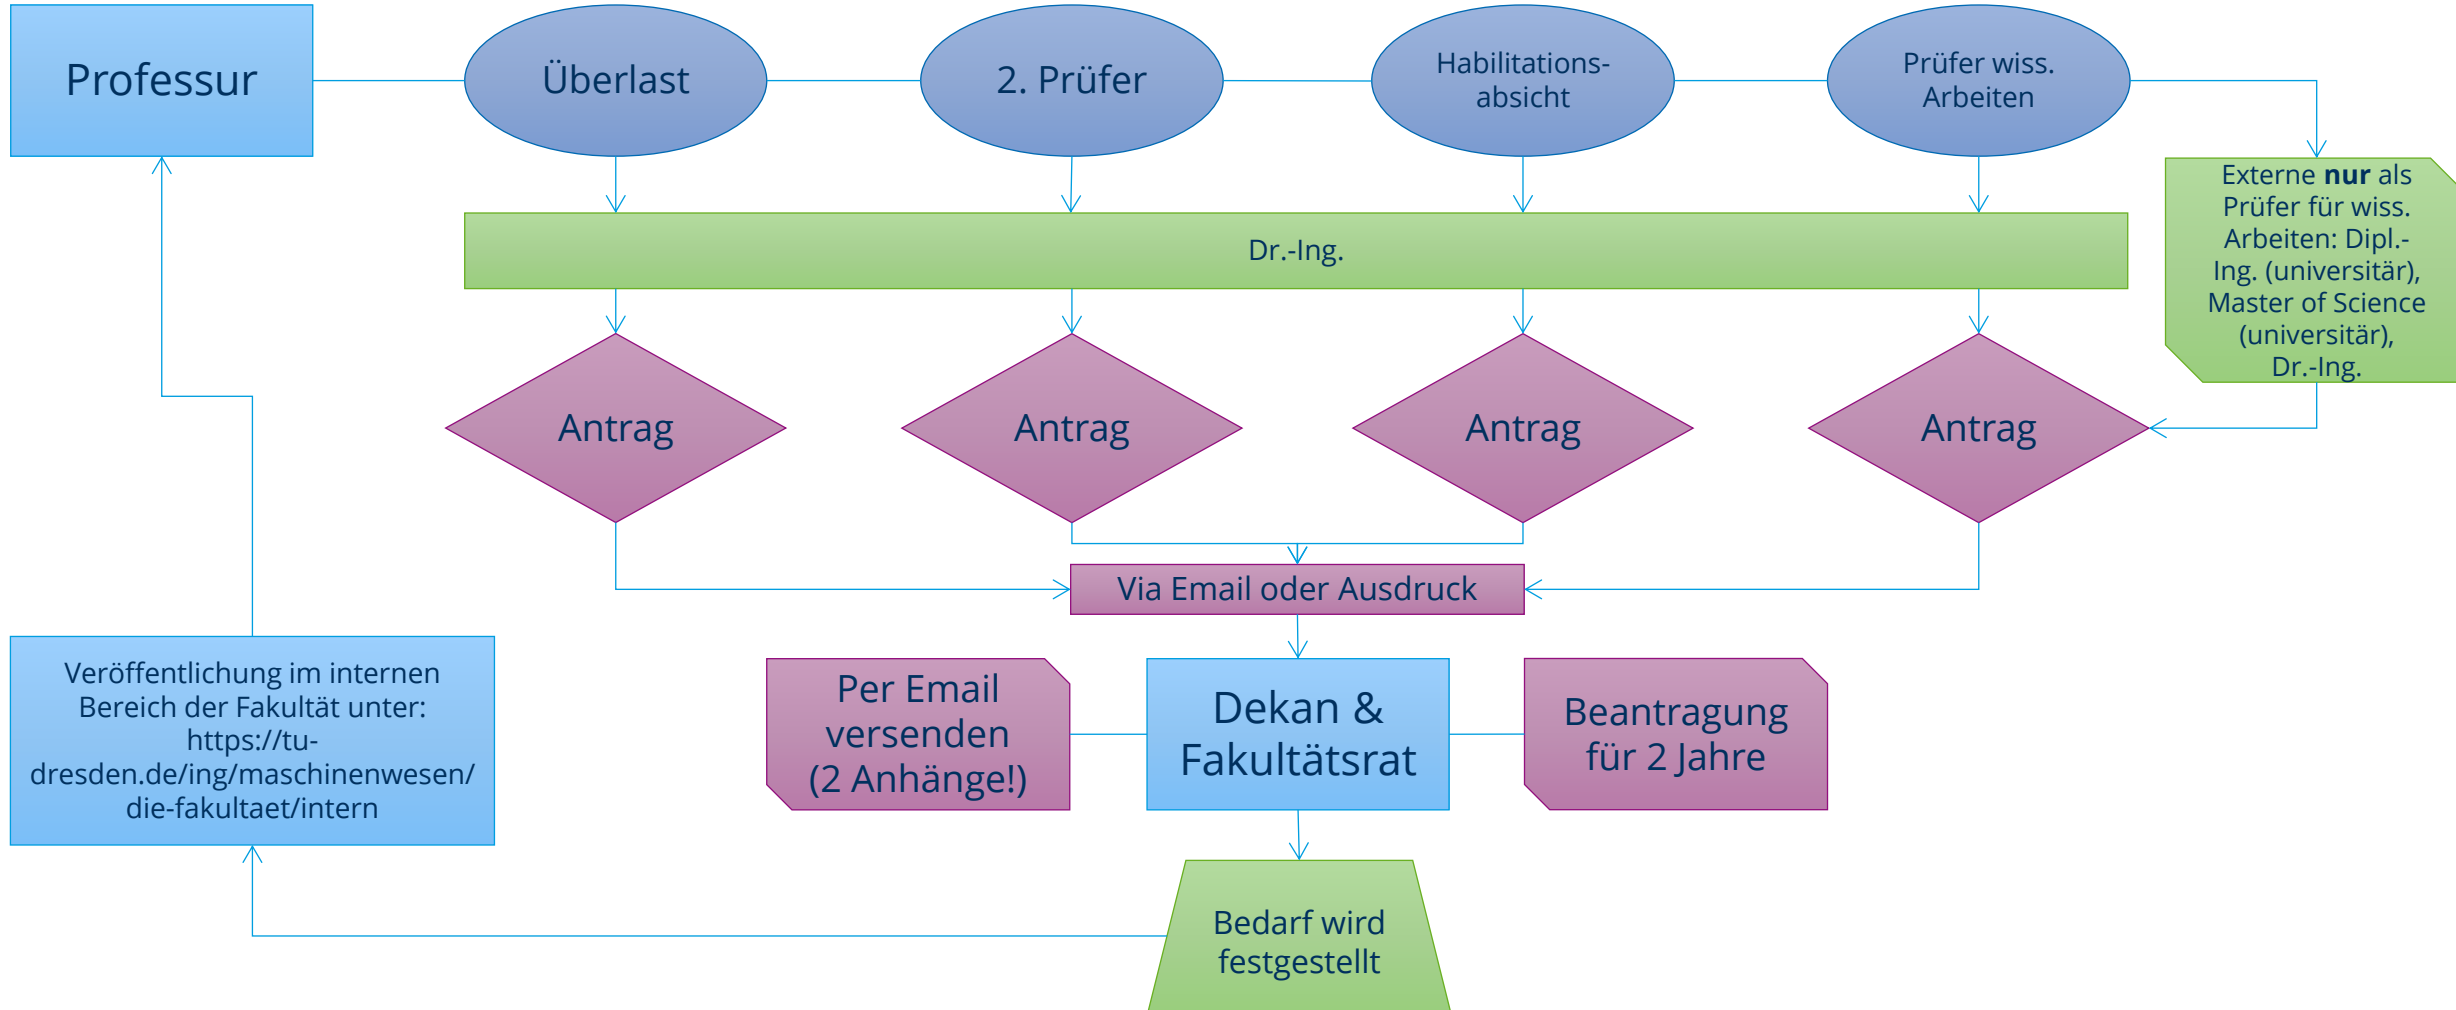 Professur
Überlast
2. Prüfer
Habilitations-
absicht
Prüfer wiss.
Arbeiten
Externe nur als
Prüfer für wiss.
Arbeiten: Dipl.-
Ing. (universitär),
Master of Science
(universitär),
Dr.-Ing.
Dr.-Ing.
Antrag
Antrag
Antrag
Antrag
Via Email oder Ausdruck
Veröffentlichung im internen
Bereich der Fakultät unter:
https://tu-
dresden.de/ing/maschinenwesen/
die-fakultaet/intern
Per Email
versenden
(2 Anhänge!)
Dekan &
Fakultätsrat
Beantragung
für 2 Jahre
Bedarf wird
festgestellt